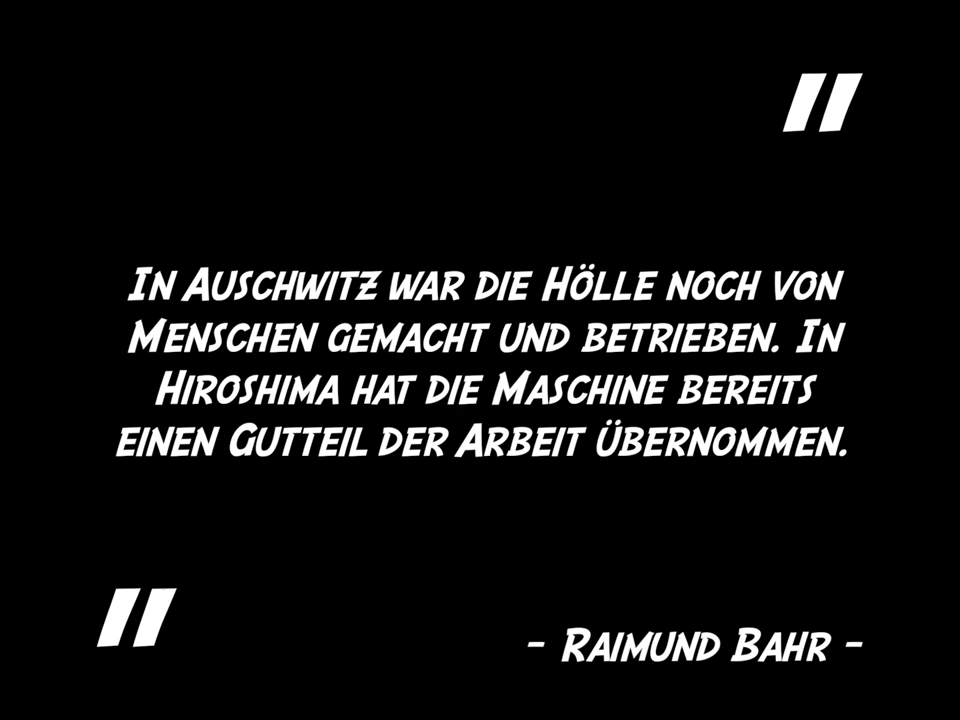 "
In Auschwitz war die Hölle noch von
Menschen gemacht und betrieben. In
Hiroshima hat die Maschine bereits
einen Gutteil der Arbeit übernommen.
"
- Raimund Bahr -